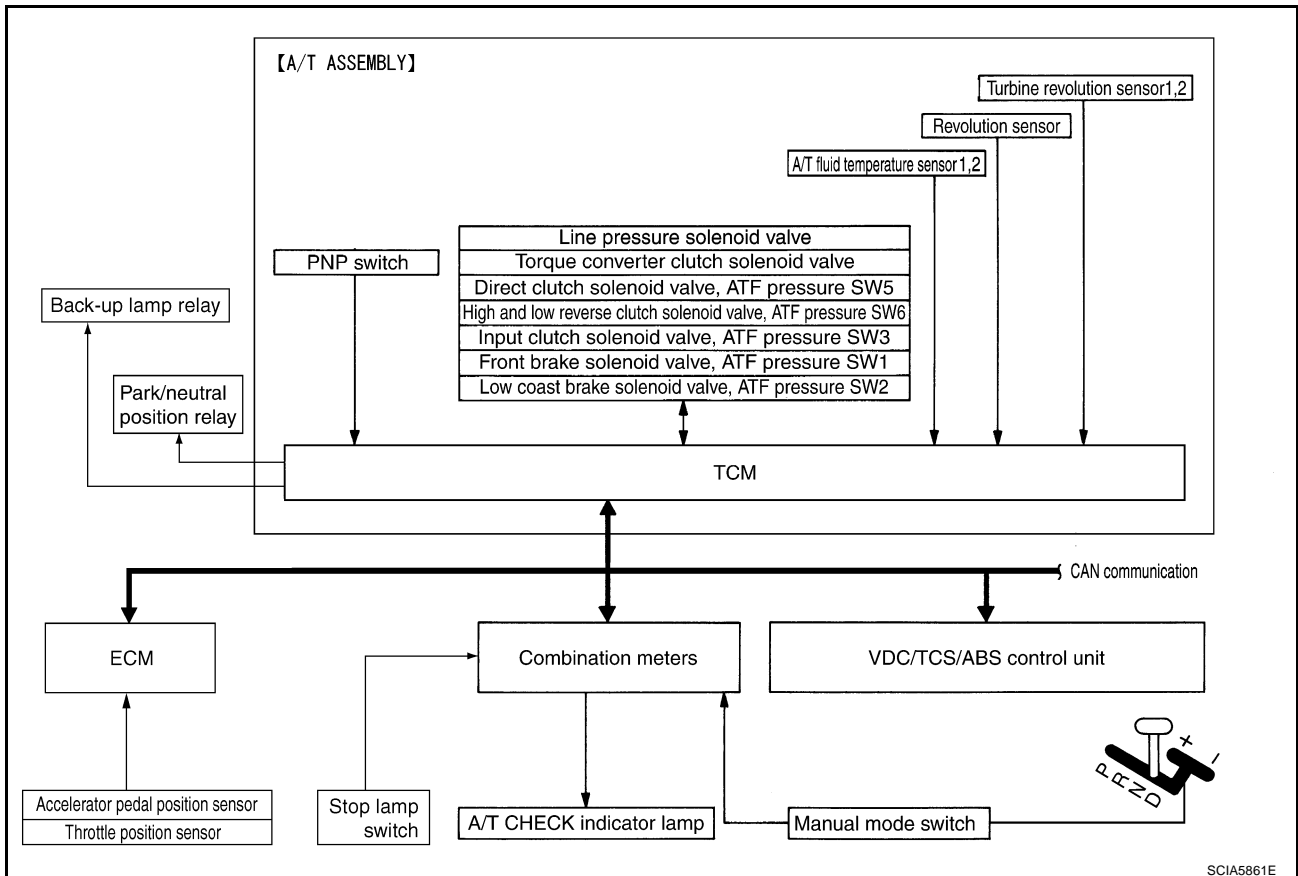 【A/T ASSEMBLY】
Turbine revolution sensor1,2
Revolution sensor
A/T fluid temperature sensor1,2
Line pressure solenoid valve
PNP switch
Torque converter clutch solenoid valve
Direct clutch solenoid valve, ATF pressure SW5
Back-up lamp relay
High and low reverse clutch solenoid valve, ATF pressure SW6
Input clutch solenoid valve, ATF pressure SW3
Front brake solenoid valve, ATF pressure SW1
Low coast brake solenoid valve, ATF pressure SW2
Park/neutral
position relay
TCM
CAN communication
ECM
Combination meters
VDC/TCS/ABS control unit
+
−
P R N D
Accelerator pedal position sensor
Throttle position sensor
Stop lamp
switch
A/T CHECK indicator lamp
Manual mode switch
SCIA5861E